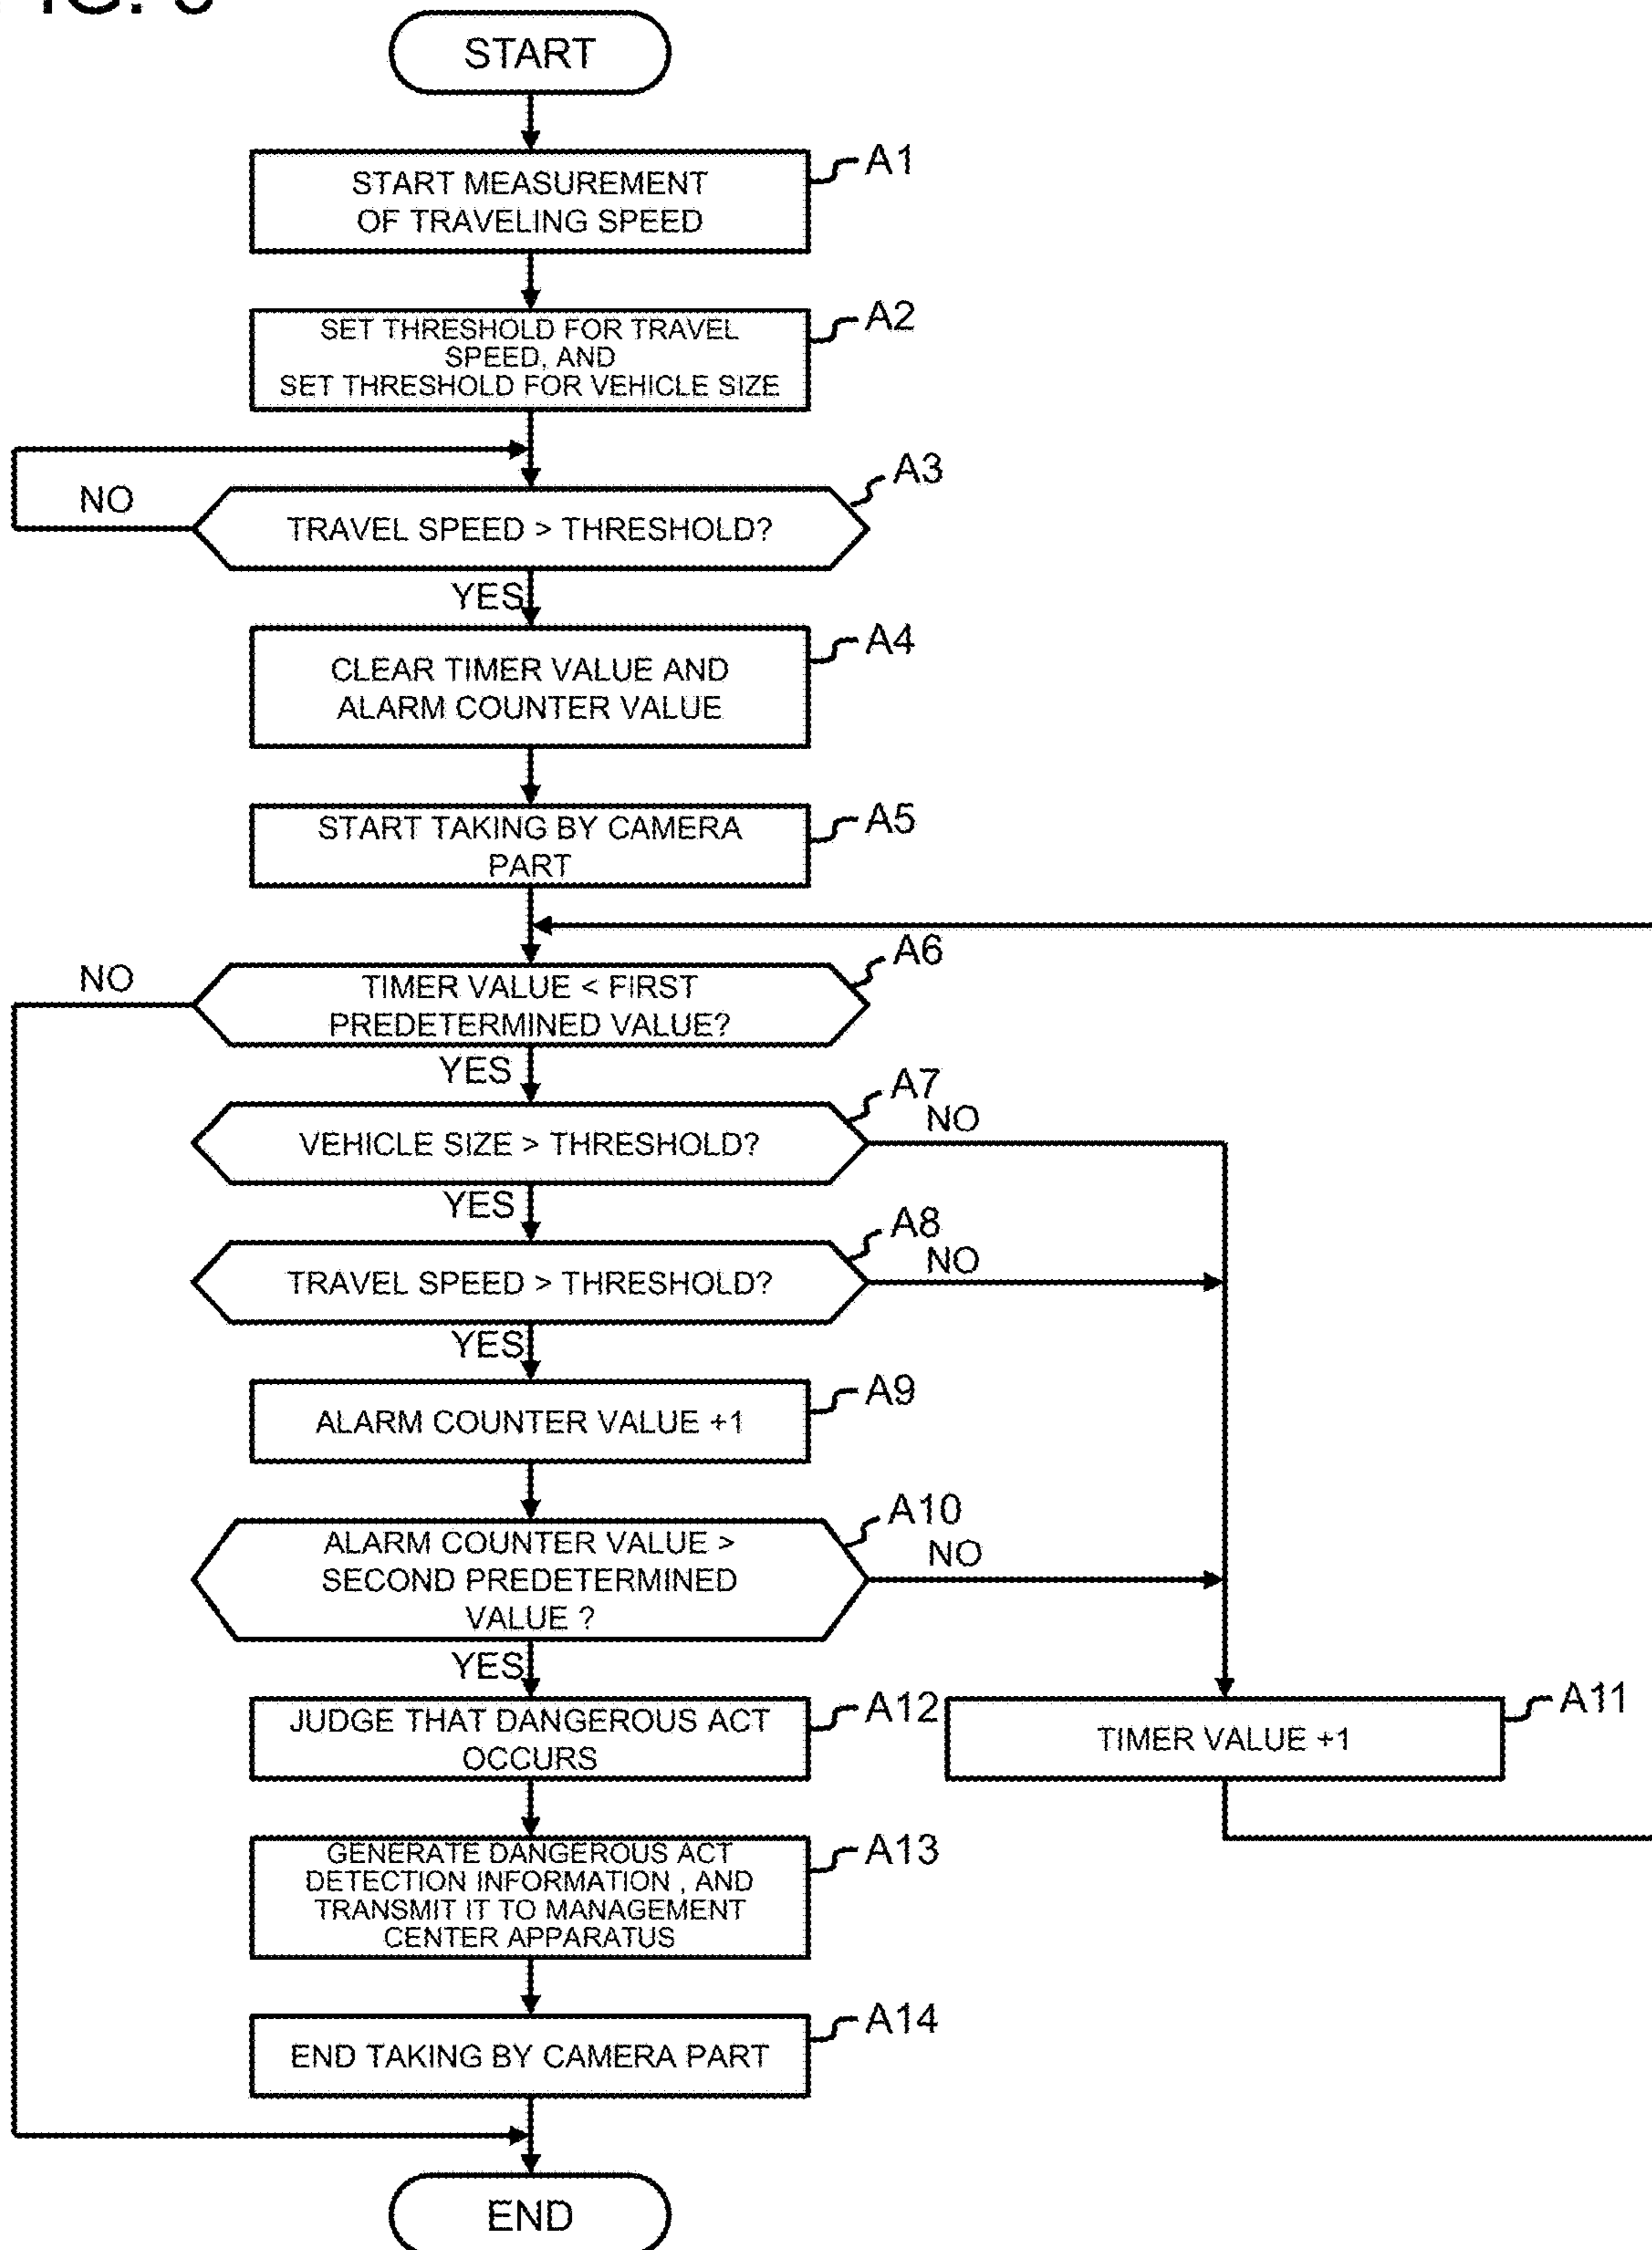 START
A1
START MEASUREMENT
OF TRAVELING SPEED
A2
SET THRESHOLD FOR TRAVEL
SPEED, AND
SET THRESHOLD FOR VEHICLE SIZE
A3
NO
TRAVEL SPEED > THRESHOLD?
YES
A4
CLEAR TIMER VALUE AND
ALARM COUNTER VALUE
A5
START TAKING BY CAMERA
PART
A6
NO
TIMER VALUE < FIRST
PREDETERMINED VALUE?
YES
A7
NO
VEHICLE SIZE > THRESHOLD?
YES
A8
NO
TRAVEL SPEED > THRESHOLD?
YES
A9
ALARM COUNTER VALUE +1
A10
ALARM COUNTER VALUE >
NO
SECOND PREDETERMINED
VALUE ?
YES
A12
JUDGE THAT DANGEROUS ACT
OCCURS
A11
TIMER VALUE +1
A13
GENERATE DANGEROUS ACT
DETECTION INFORMATION , AND
TRANSMIT IT TO MANAGEMENT
CENTER APPARATUS
A14
END TAKING BY CAMERA PART
END